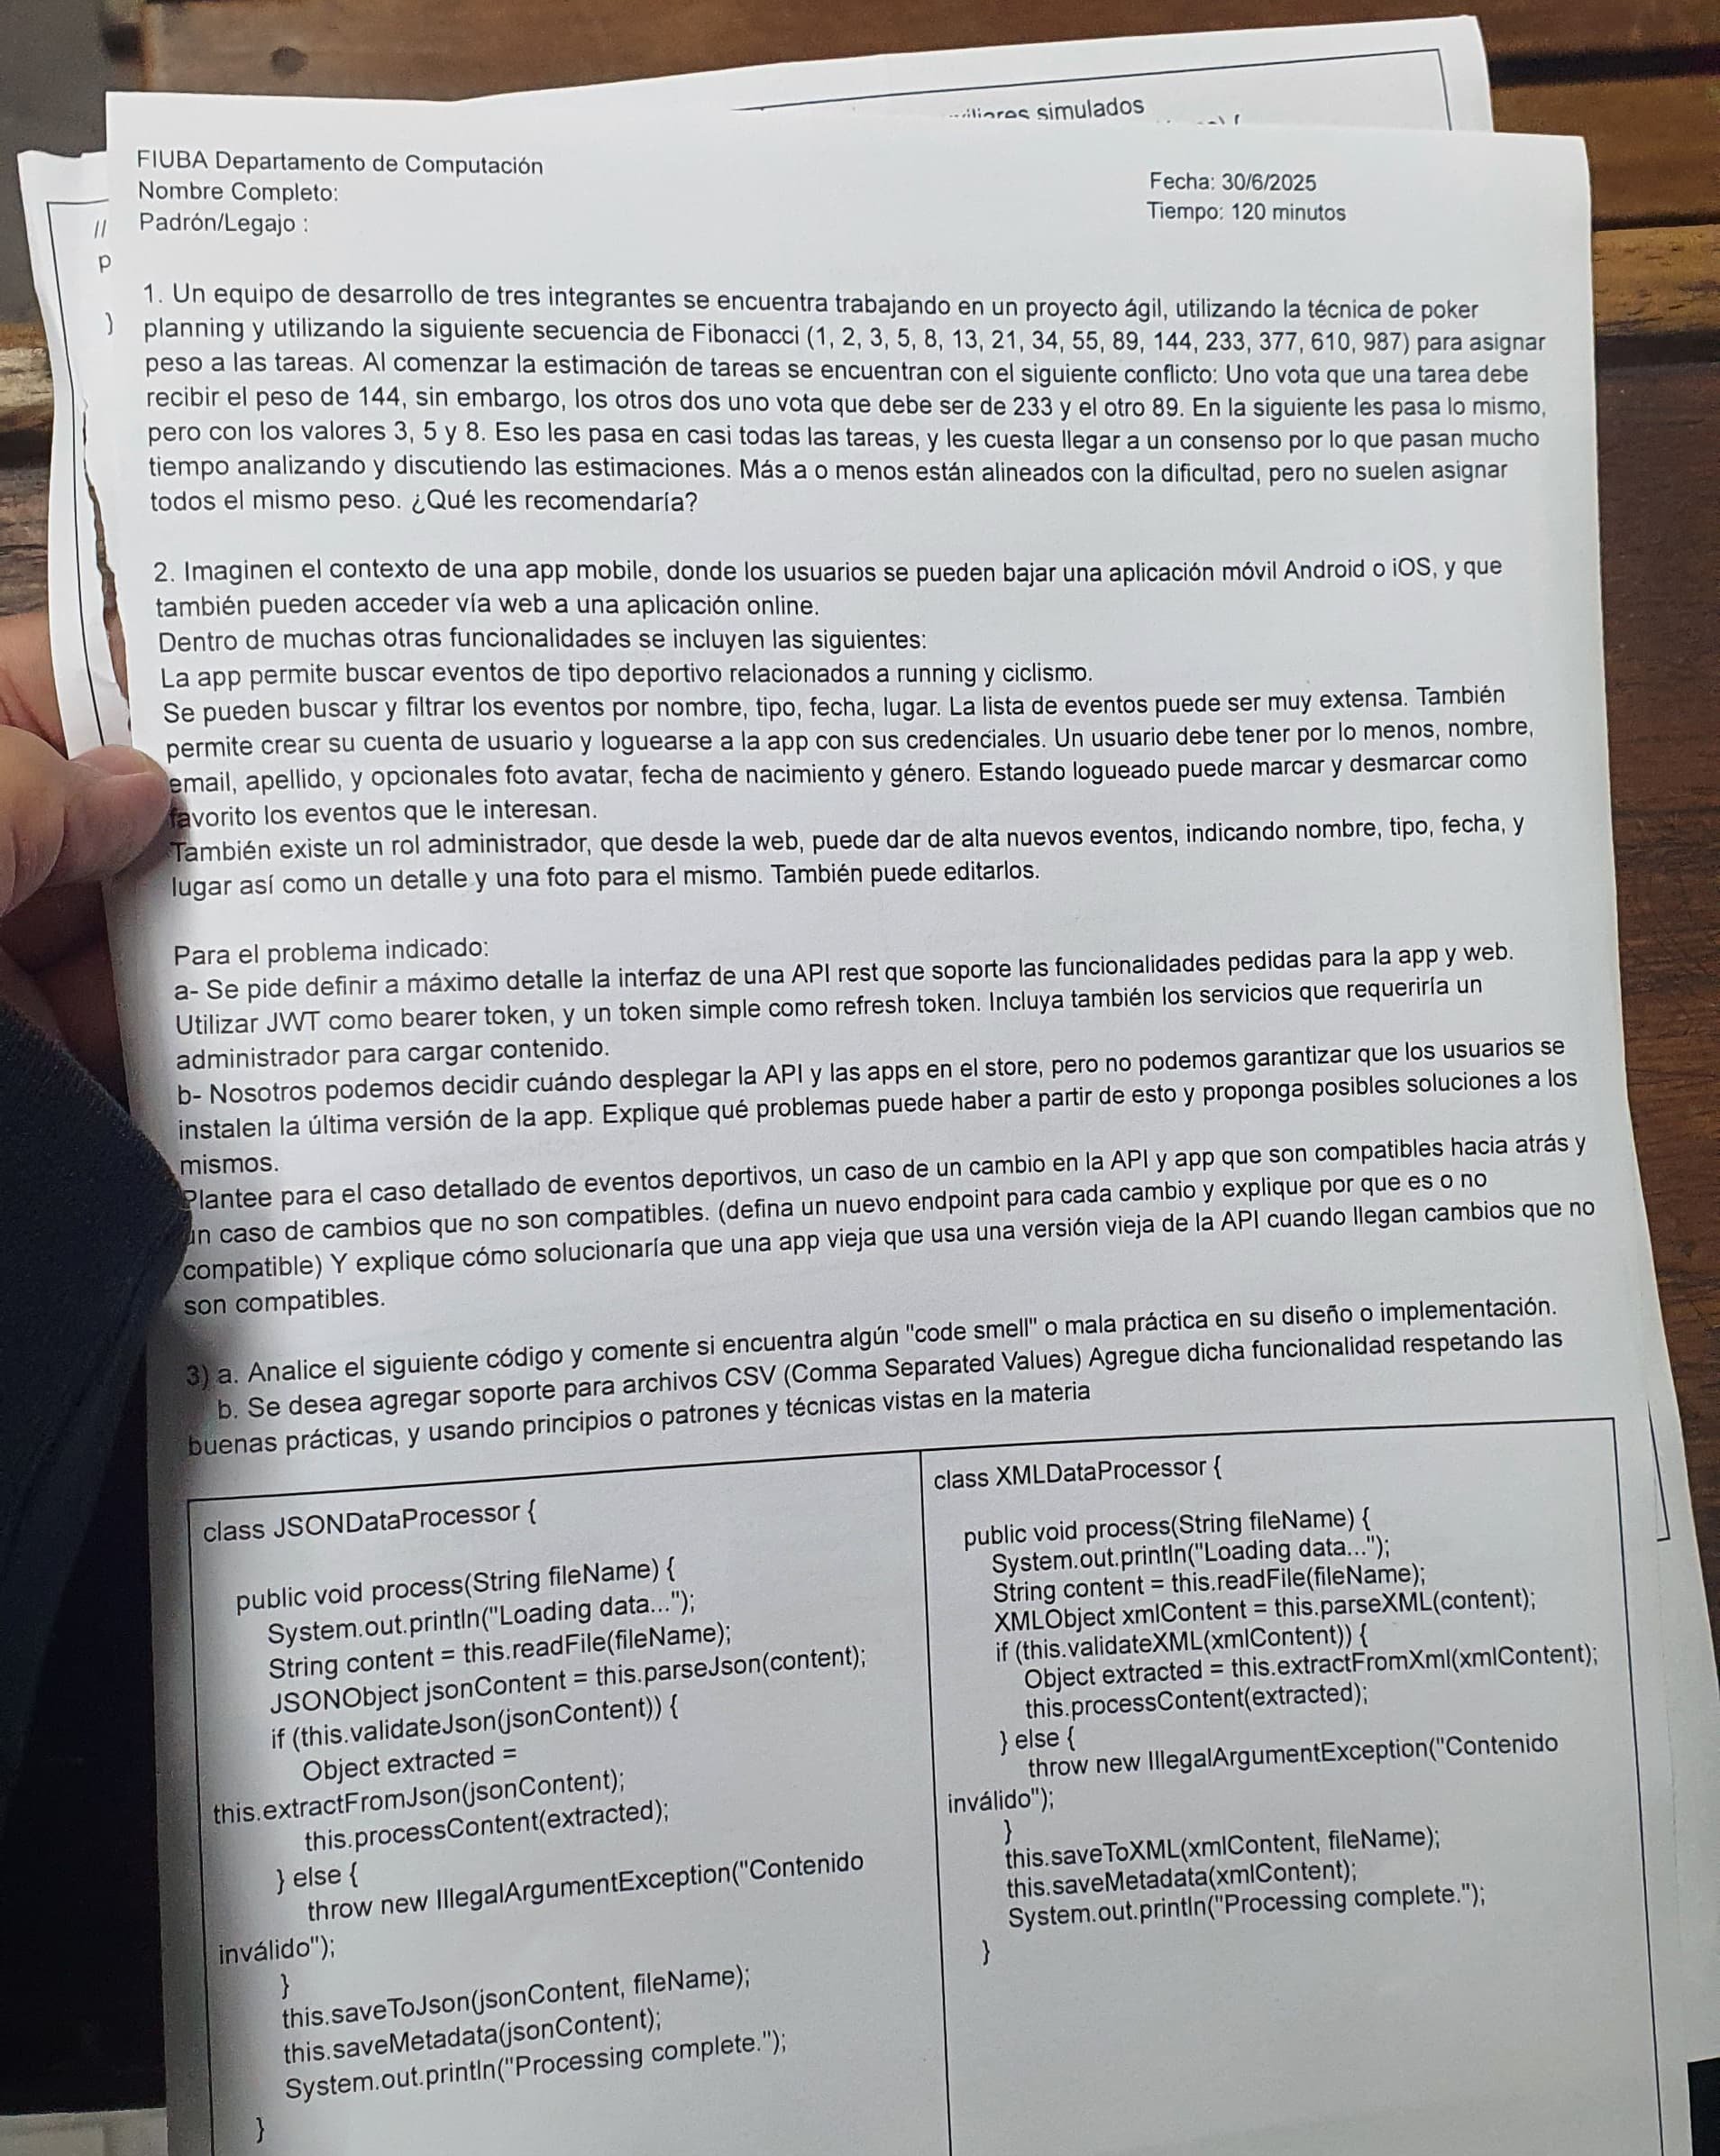 simulados
FIUBA Departamento de Computación
Nombre Completo:
Padrón/Legajo :
Fecha: 30/6/2025
Tiempo: 120 minutos
//
p
}
1. Un equipo de desarrollo de tres integrantes se encuentra trabajando en un proyecto ágil, utilizando la técnica de poker
planning y utilizando la siguiente secuencia de Fibonacci (1, 2, 3, 5, 8, 13, 21, 34, 55, 89, 144, 233, 377, 610, 987) para asignar
peso a las tareas. Al comenzar la estimación de tareas se encuentran con el siguiente conflicto: Uno vota que una tarea debe
recibir el peso de 144, sin embargo, los otros dos uno vota que debe ser de 233 y el otro 89. En la siguiente les pasa lo mismo,
pero con los valores 3, 5 y 8. Eso les pasa en casi todas las tareas, y les cuesta llegar a un consenso por lo que pasan mucho
tiempo analizando y discutiendo las estimaciones. Más a o menos están alineados con la dificultad, pero no suelen asignar
todos el mismo peso. ¿Qué les recomendaría?
2. Imaginen el contexto de una app mobile, donde los usuarios se pueden bajar una aplicación móvil Android o iOS, y que
también pueden acceder vía web a una aplicación online.
Dentro de muchas otras funcionalidades se incluyen las siguientes:
La app permite buscar eventos de tipo deportivo relacionados a running y ciclismo.
Se pueden buscar y filtrar los eventos por nombre, tipo, fecha, lugar. La lista de eventos puede ser muy extensa. También
permite crear su cuenta de usuario y loguearse a la app con sus credenciales. Un usuario debe tener por lo menos, nombre,
email, apellido, y opcionales foto avatar, fecha de nacimiento y género. Estando logueado puede marcar y desmarcar como
favorito los eventos que le interesan.
También existe un rol administrador, que desde la web, puede dar de alta nuevos eventos, indicando nombre, tipo, fecha, y
lugar así como un detalle y una foto para el mismo. También puede editarlos.
Para el problema indicado:
a- Se pide definir a máximo detalle la interfaz de una API rest que soporte las funcionalidades pedidas para la app y web.
Utilizar JWT como bearer token, y un token simple como refresh token. Incluya también los servicios que requeriría un
administrador para cargar contenido.
b- Nosotros podemos decidir cuándo desplegar la API y las apps en el store, pero no podemos garantizar que los usuarios se
instalen la última versión de la app. Explique qué problemas puede haber a partir de esto y proponga posibles soluciones a los
mismos.
Plantee para el caso detallado de eventos deportivos, un caso de un cambio en la API y app que son compatibles hacia atrás y
un caso de cambios que no son compatibles. (defina un nuevo endpoint para cada cambio y explique por que es o no
compatible) Y explique cómo solucionaría que una app vieja que usa una versión vieja de la API cuando llegan cambios que no
son compatibles.
3) a. Analice el siguiente código y comente si encuentra algún "code smell" o mala práctica en su diseño o implementación.
b. Se desea agregar soporte para archivos CSV (Comma Separated Values) Agregue dicha funcionalidad respetando las
buenas prácticas, y usando principios o patrones y técnicas vistas en la materia
class JSONDataProcessor {
public void process(String fileName) {
System.out.println("Loading data...");
String content = this.readFile(fileName);
JSONObject jsonContent = this.parseJson(content);
if (this.validateJson(jsonContent)) {
Object extracted =
this.extractFromJson(jsonContent);
this.processContent(extracted);
} else {
throw new IllegalArgumentException("Contenido
inválido");
}
this.saveToJson(jsonContent, fileName);
this.saveMetadata(jsonContent);
System.out.println("Processing complete.");
}
class XMLDataProcessor {
public void process(String fileName) {
System.out.println("Loading data...");
String content = this.readFile(fileName);
XMLObject xmlContent = this.parseXML(content);
if (this.validateXML(xmlContent)) {
Object extracted = this.extractFromXml(xmlContent);
this.processContent(extracted);
} else {
throw new IllegalArgumentException("Contenido
inválido");
}
this.saveToXML(xmlContent, fileName);
this.saveMetadata(xmlContent);
System.out.println("Processing complete.");
}